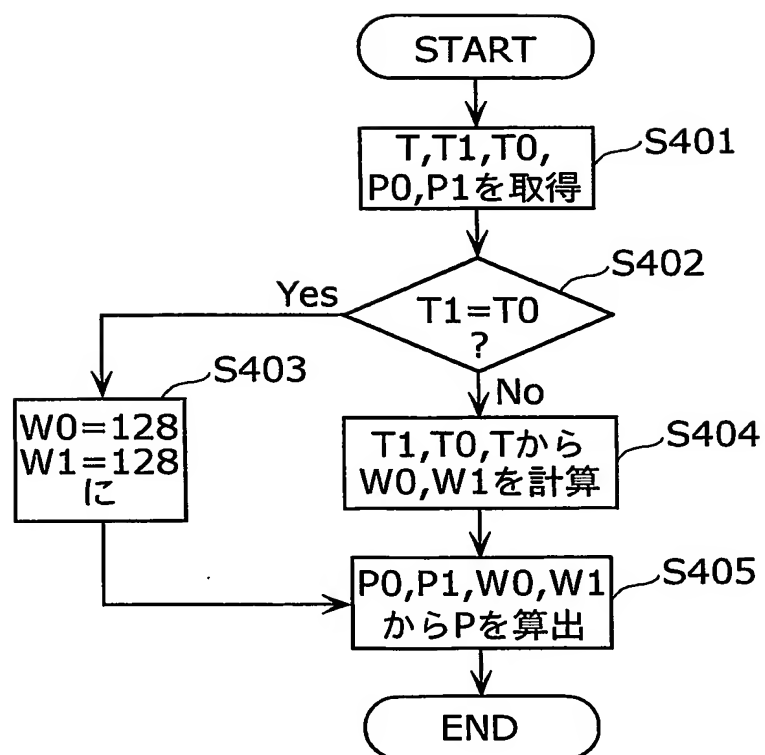 START
T,T1,T0,
P0,P1を取得
S401
T1=T0
?
S402
Yes
No
W0=128
W1=128
に
S403
T1,T0,Tから
W0,W1を計算
S404
P0,P1,W0,W1
からPを算出
S405
END